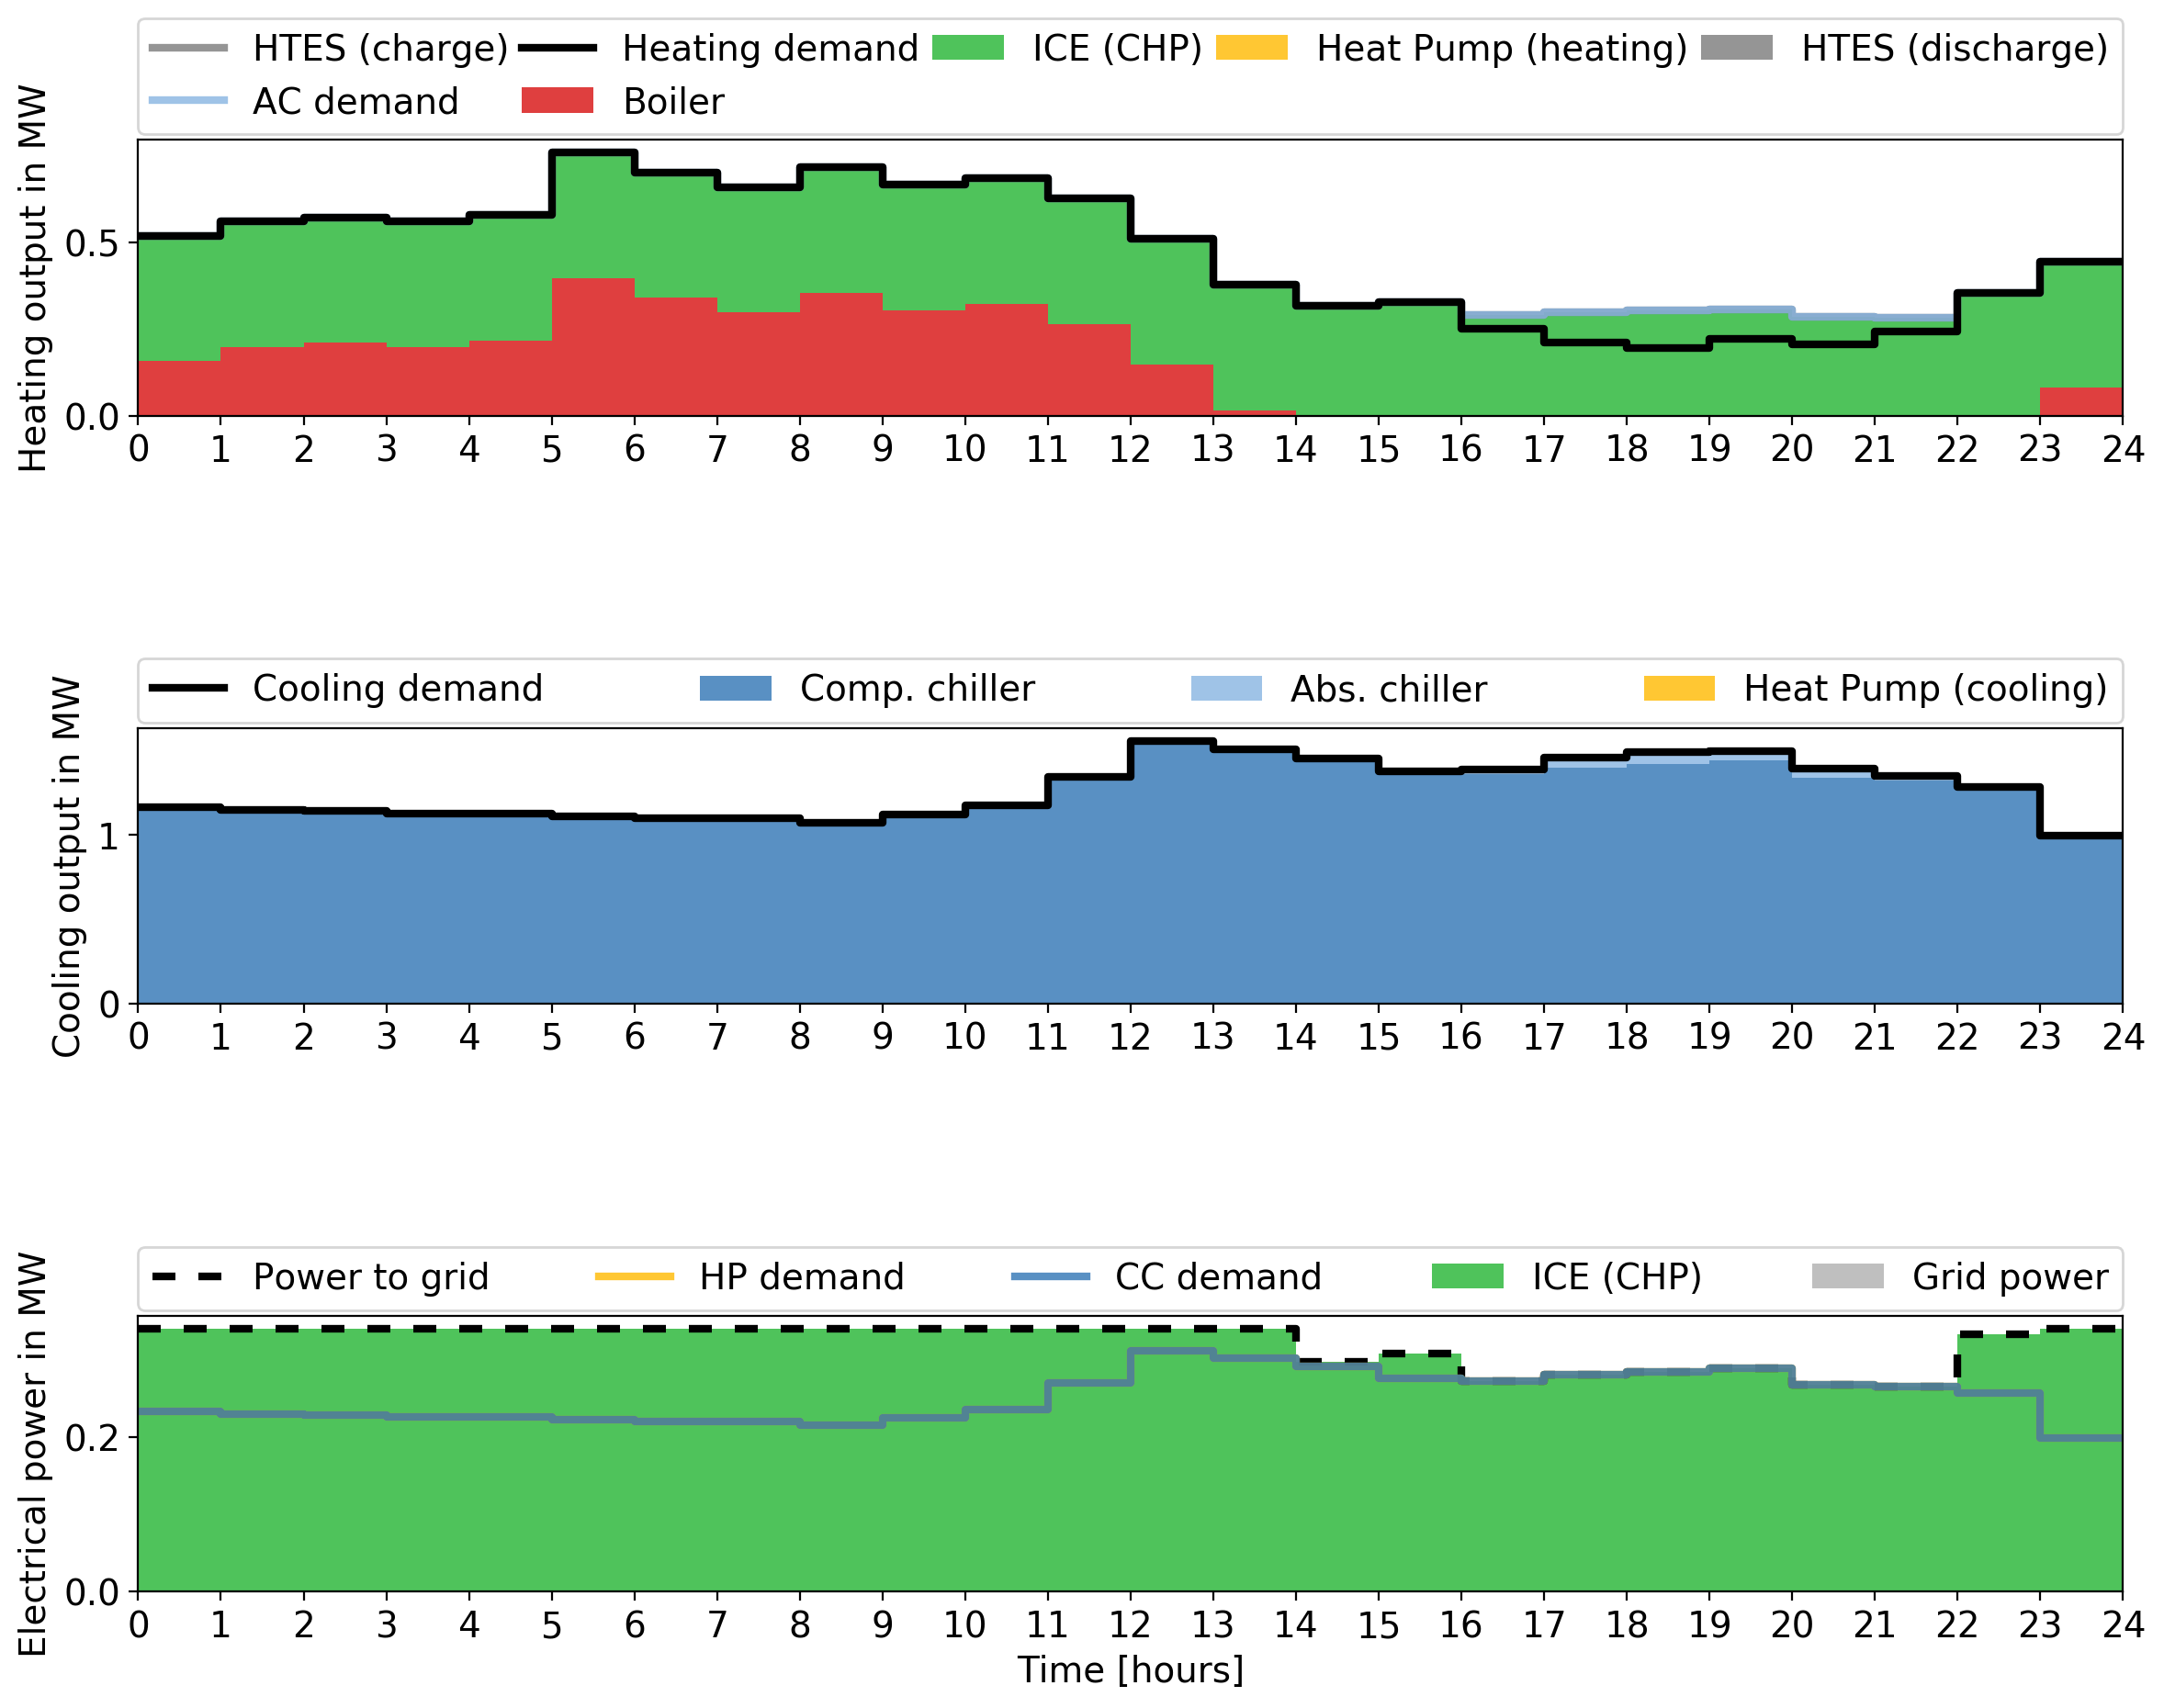 HTES (charge) Heating demand ICE (CHP) Heat Pump (heating) HTES (discharge)
AC demand Boiler
Heating output in MW
0.5
0.0
0 1 2 3 4 5 6 7 8 9 10 11 12 13 14 15 16 17 18 19 20 21 22 23 24
Cooling demand Comp. chiller Abs. chiller Heat Pump (cooling)
Cooling output in MW
1
0
0 1 2 3 4 5 6 7 8 9 10 11 12 13 14 15 16 17 18 19 20 21 22 23 24
Power to grid HP demand CC demand ICE (CHP) Grid power
Electrical power in MW
0.2
0.0
0 1 2 3 4 5 6 7 8 9 10 11 12 13 14 15 16 17 18 19 20 21 22 23 24
Time [hours]